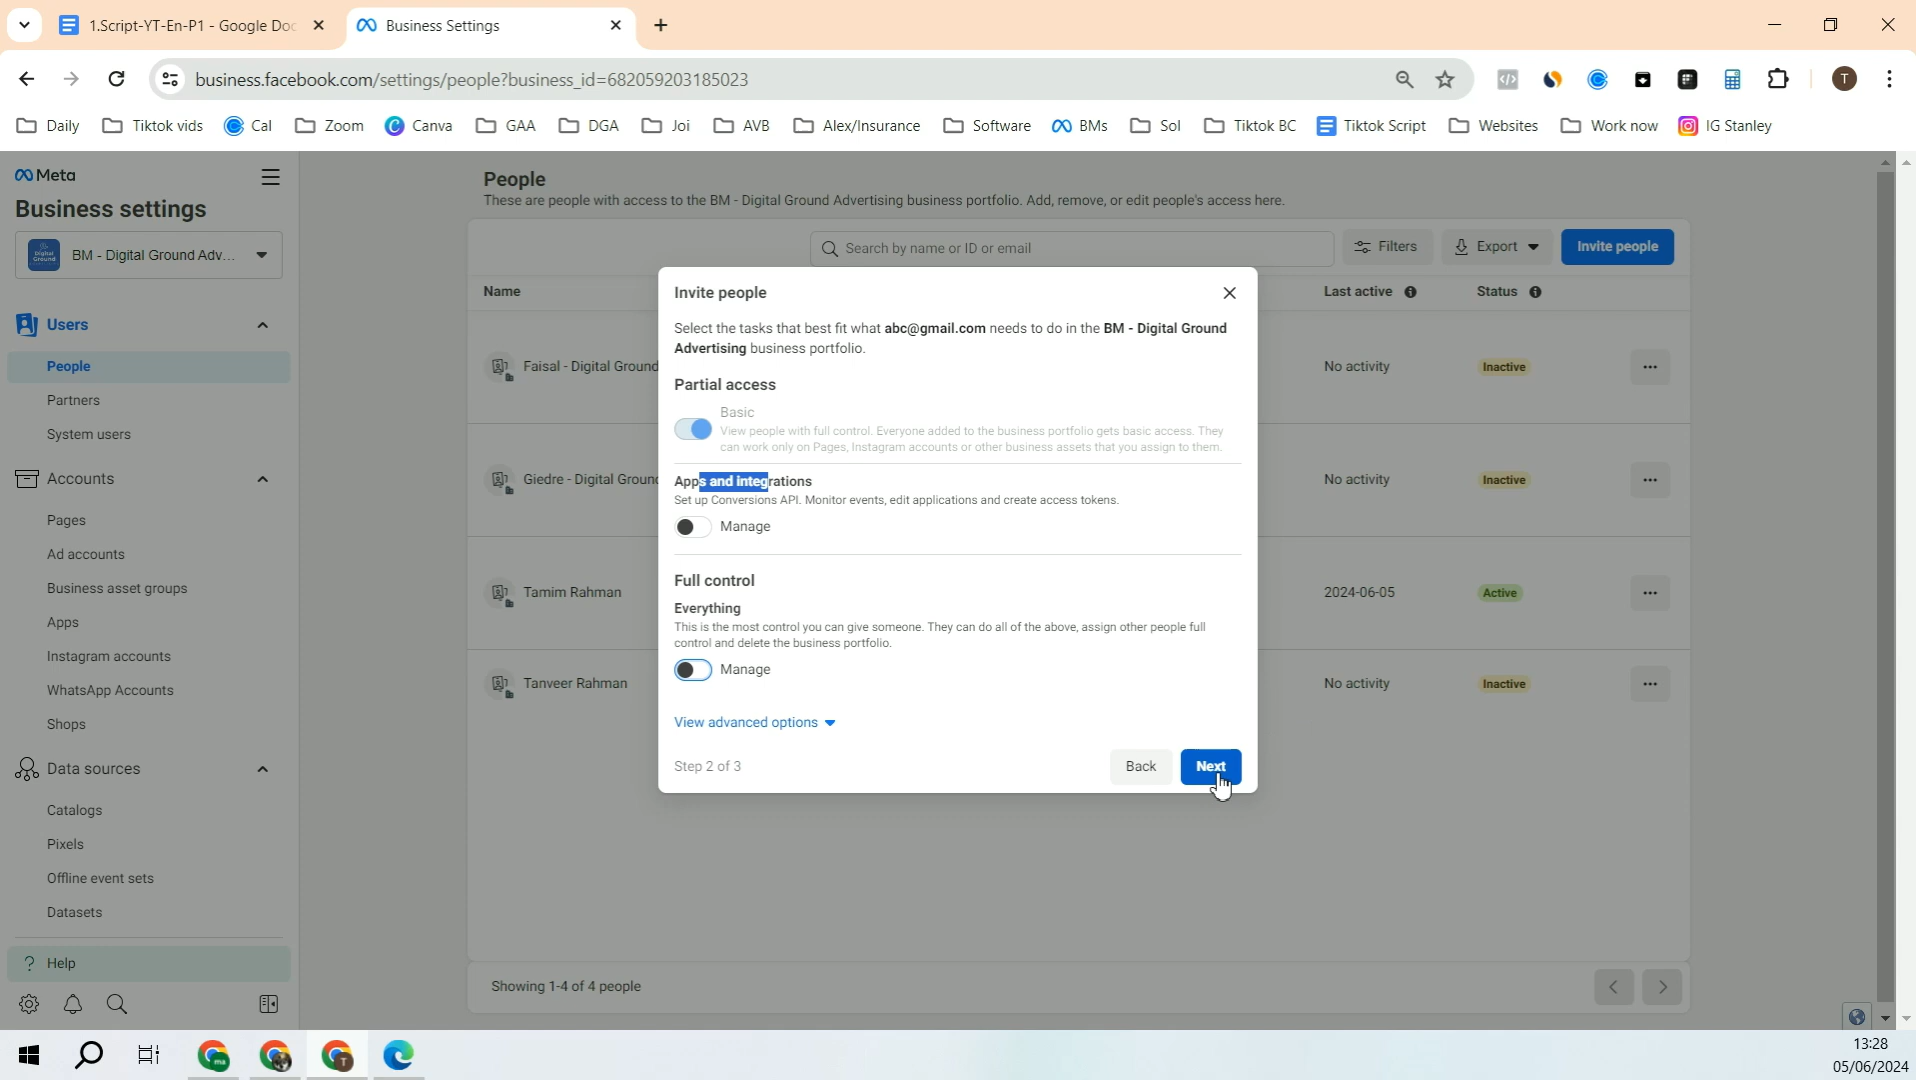 1.Script-YT-En-P1 - Google Doc
Business Settings
business.facebook.com/settings/people?business_id=682059203185023
T
Daily
Tiktok vids
Cal
Zoom
Canva
GAA
DGA
Joi
AVB
Alex/Insurance
Software
BMs
Sol
Tiktok BC
Tiktok Script
Websites
Work now
IG Stanley
Meta
Business settings
Digital Ground
BM - Digital Ground Adv...
Users
People
Partners
System users
Accounts
Pages
Ad accounts
Business asset groups
Apps
Instagram accounts
WhatsApp Accounts
Shops
Data sources
Catalogs
Pixels
Offline event sets
Datasets
? Help
People
These are people with access to the BM - Digital Ground Advertising business portfolio. Add, remove, or edit people's access here.
Search by name or ID or email
Filters
Export
Invite people
Name
Last active
Status
Faisal - Digital Ground
No activity
Inactive
Giedre - Digital Ground
No activity
Inactive
Tamim Rahman
2024-06-05
Active
Tanveer Rahman
No activity
Inactive
Showing 1-4 of 4 people
Invite people
Select the tasks that best fit what abc@gmail.com needs to do in the BM - Digital Ground
Advertising business portfolio.
Partial access
Basic
View people with full control. Everyone added to the business portfolio gets basic access. They
can work only on Pages, Instagram accounts or other business assets that you assign to them.
Apps and integrations
Set up Conversions API. Monitor events, edit applications and create access tokens.
Manage
Full control
Everything
This is the most control you can give someone. They can do all of the above, assign other people full
control and delete the business portfolio.
Manage
View advanced options
Step 2 of 3
Back
Next
ma
T
13:28
05/06/2024